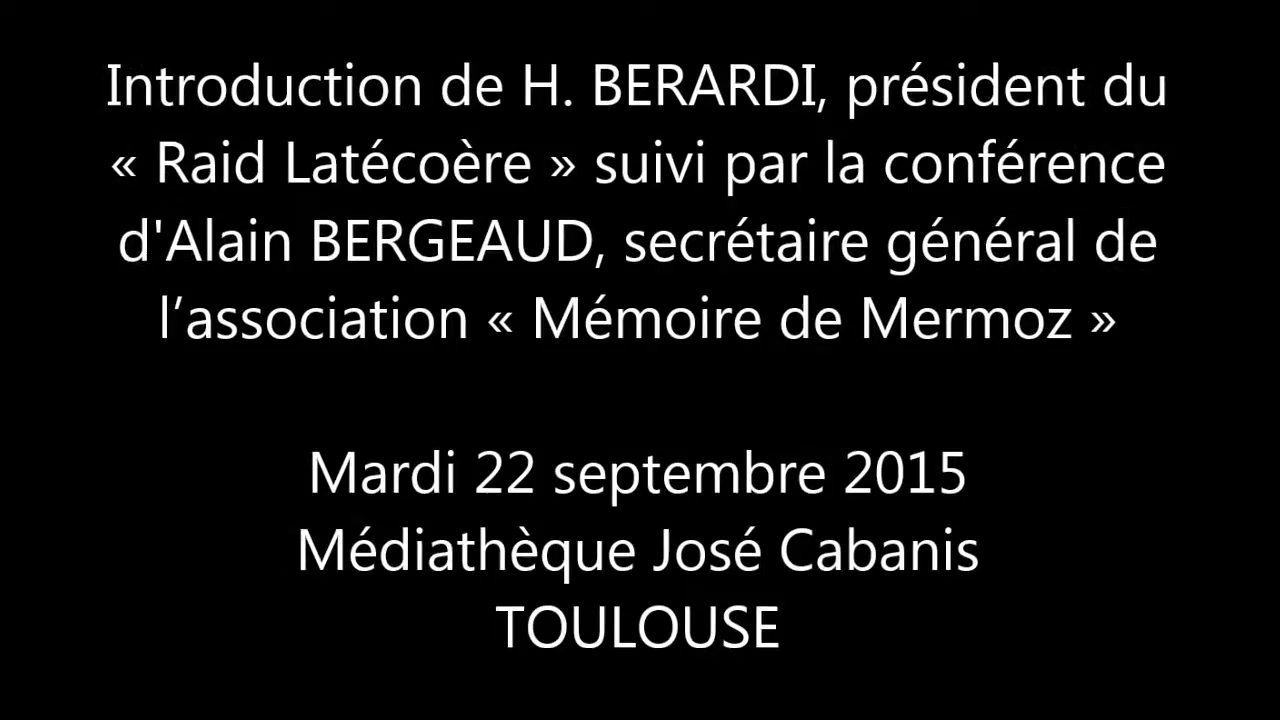 Introduction de H. BERARDI, président du
« Raid Latécoère » suivi par la conférence
d'Alain BERGEAUD, secrétaire général de
l’association « Mémoire de Mermoz »
Mardi 22 septembre 2015
Médiathèque José Cabanis
TOULOUSE